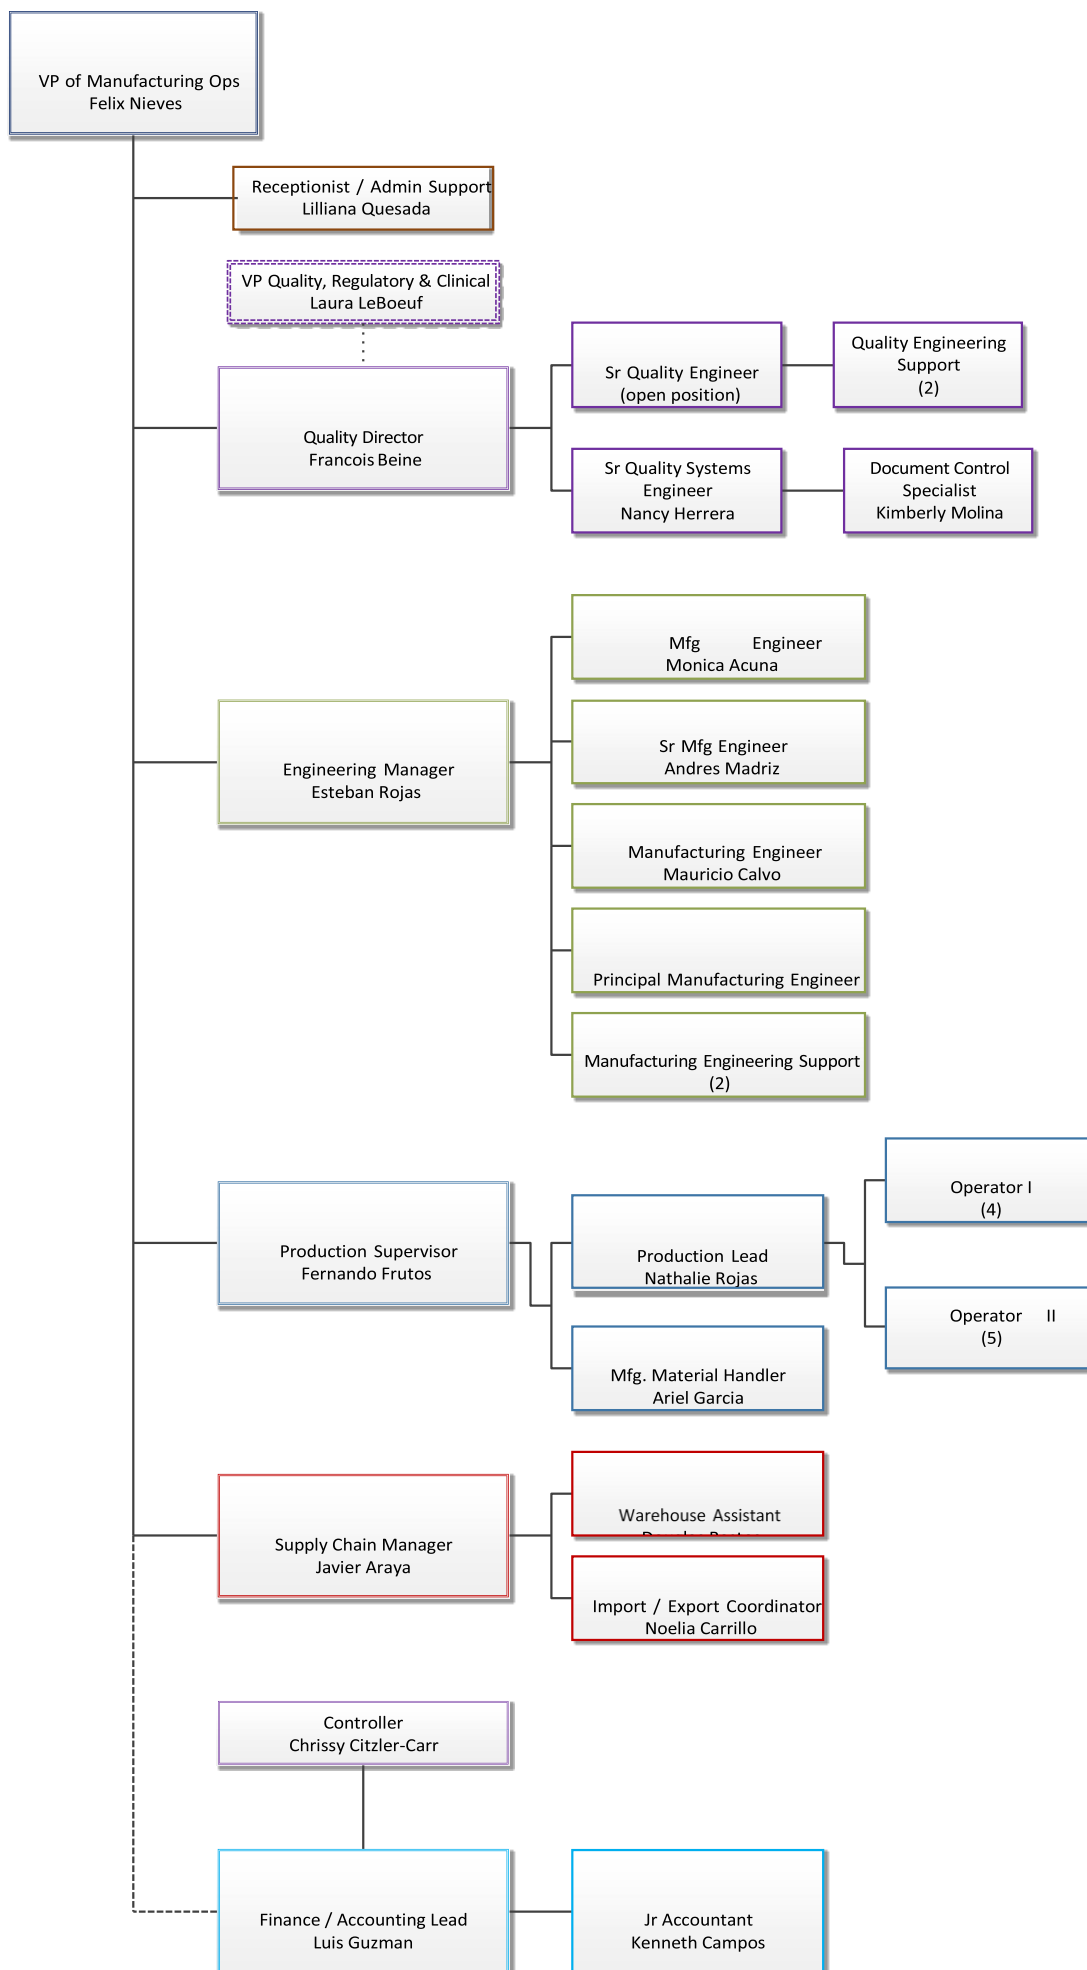 VP of Manufacturing Ops
Felix Nieves
Receptionist / Admin Support
Lilliana Quesada
VP Quality, Regulatory & Clinical
Laura LeBoeuf
Quality Director
Francois Beine
Sr Quality Engineer
(open position)
Quality Engineering
Support
(2)
Sr Quality Systems
Engineer
Nancy Herrera
Document Control
Specialist
Kimberly Molina
Engineering Manager
Esteban Rojas
Mfg Engineer
Monica Acuna
Sr Mfg Engineer
Andres Madriz
Manufacturing Engineer
Mauricio Calvo
Principal Manufacturing Engineer
Manufacturing Engineering Support
(2)
Production Supervisor
Fernando Frutos
Production Lead
Nathalie Rojas
Operator I
(4)
Operator II
(5)
Mfg. Material Handler
Ariel Garcia
Supply Chain Manager
Javier Araya
Warehouse Assistant
Import / Export Coordinator
Noelia Carrillo
Controller
Chrissy Citzler-Carr
Finance / Accounting Lead
Luis Guzman
Jr Accountant
Kenneth Campos